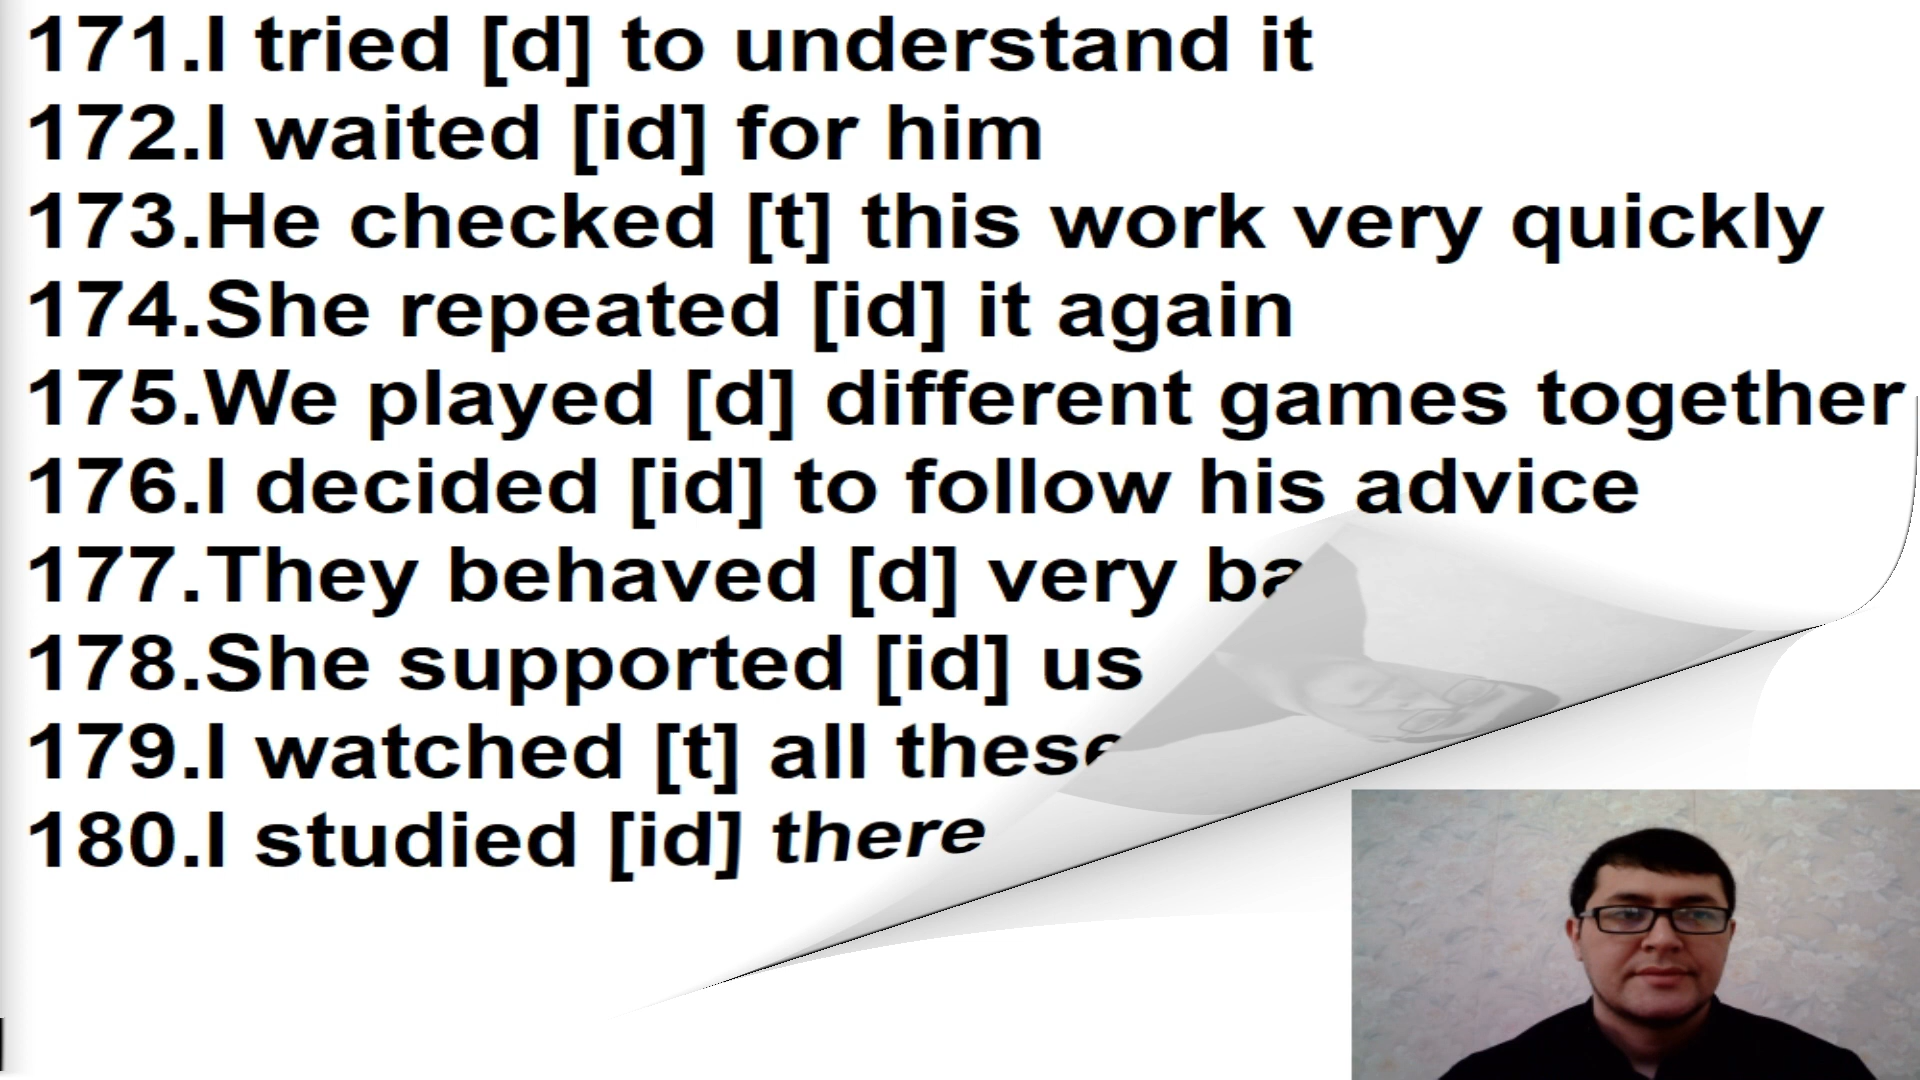 171.I tried [d] to understand it
172.I waited [id] for him
173.He checked [t] this work very quickly
174.She repeated [id] it again
175.We played [d] different games together
176.I decided [id] to follow his advice
177.They behaved [d] very
178.She supported [id] us
179.I watched [t] all these
180.I studied [id] there